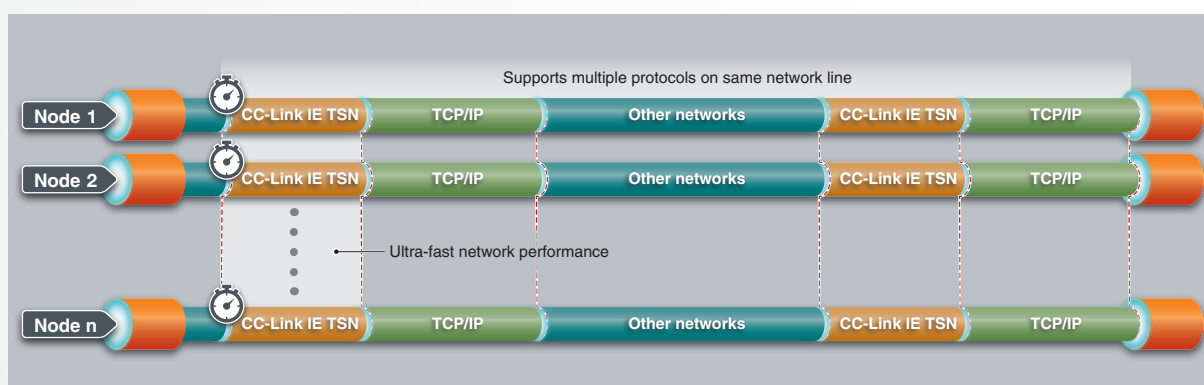 Supports multiple protocols on same network line
Node 1 CC-Link IE TSN TCP/IP Other networks CC-Link IE TSN TCP/IP
Node 2 CC-Link IE TSN TCP/IP Other networks CC-Link IE TSN TCP/IP
Ultra-fast network performance
Node n CC-Link IE TSN TCP/IP Other networks CC-Link IE TSN TCP/IP